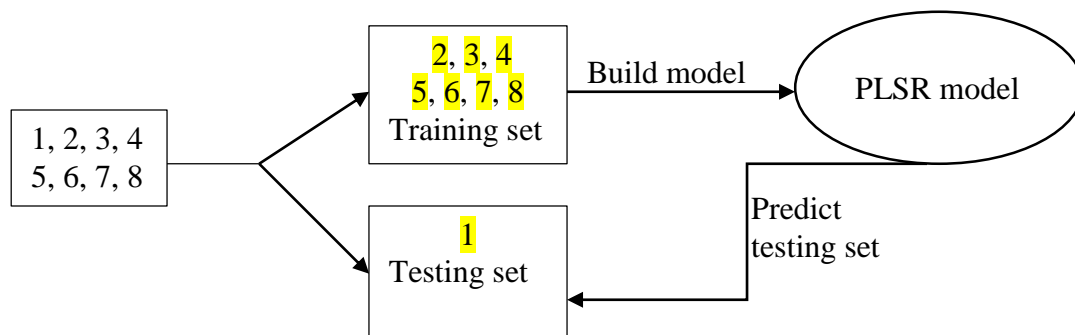 1, 2, 3, 4
5, 6, 7, 8
2, 3, 4
5, 6, 7, 8
Training set
1
Testing set
Build model
PLSR model
Predict
testing set